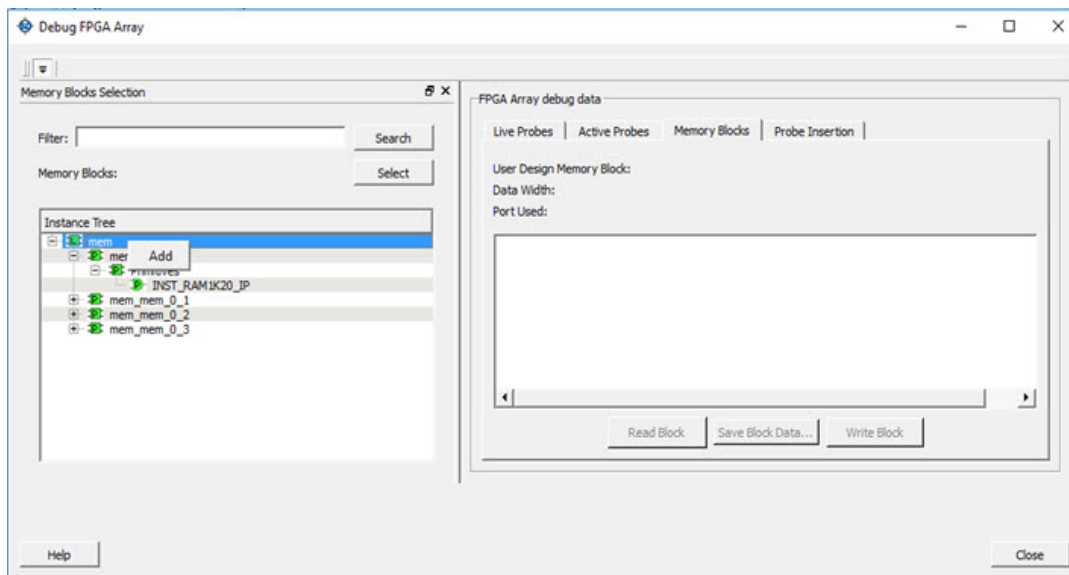 Debug FPGA Array
Memory Blocks Selection
Filter:
Search
Memory Blocks:
Select
Instance Tree
mem
Add
Primitives
INST_RAM1K20_IP
mem_mem_0_1
mem_mem_0_2
mem_mem_0_3
FPGA Array debug data
Live Probes
Active Probes
Memory Blocks
Probe Insertion
User Design Memory Block:
Data Width:
Port Used:
Read Block
Save Block Data...
Write Block
Help
Close